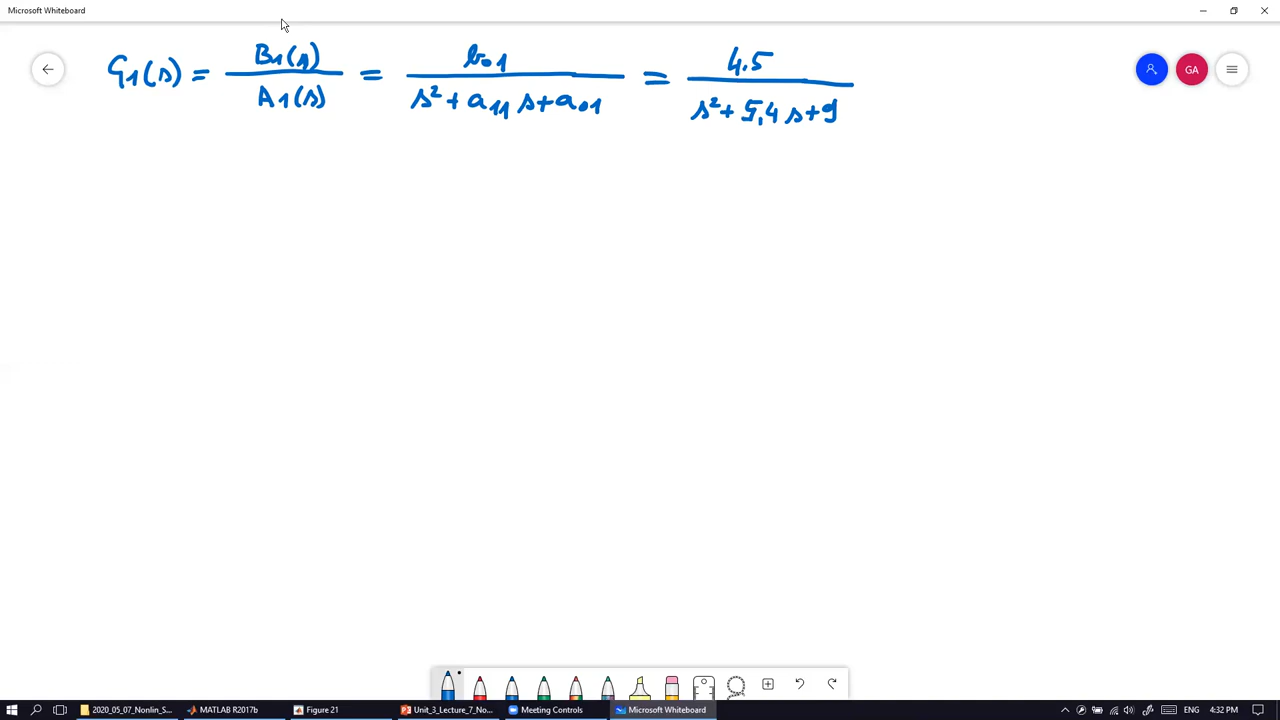 Microsoft Whiteboard
G₁(s) = B₁(s) / A₁(s) = b₀₁ / (s² + a₁₁ s + a₀₁) = 4.5 / (s² + 5,4 s + 9)
GA
2020_05_07_Nonlin_S...
MATLAB R2017b
Figure 21
Unit_3_Lecture_7_No...
Meeting Controls
Microsoft Whiteboard
ENG
4:32 PM